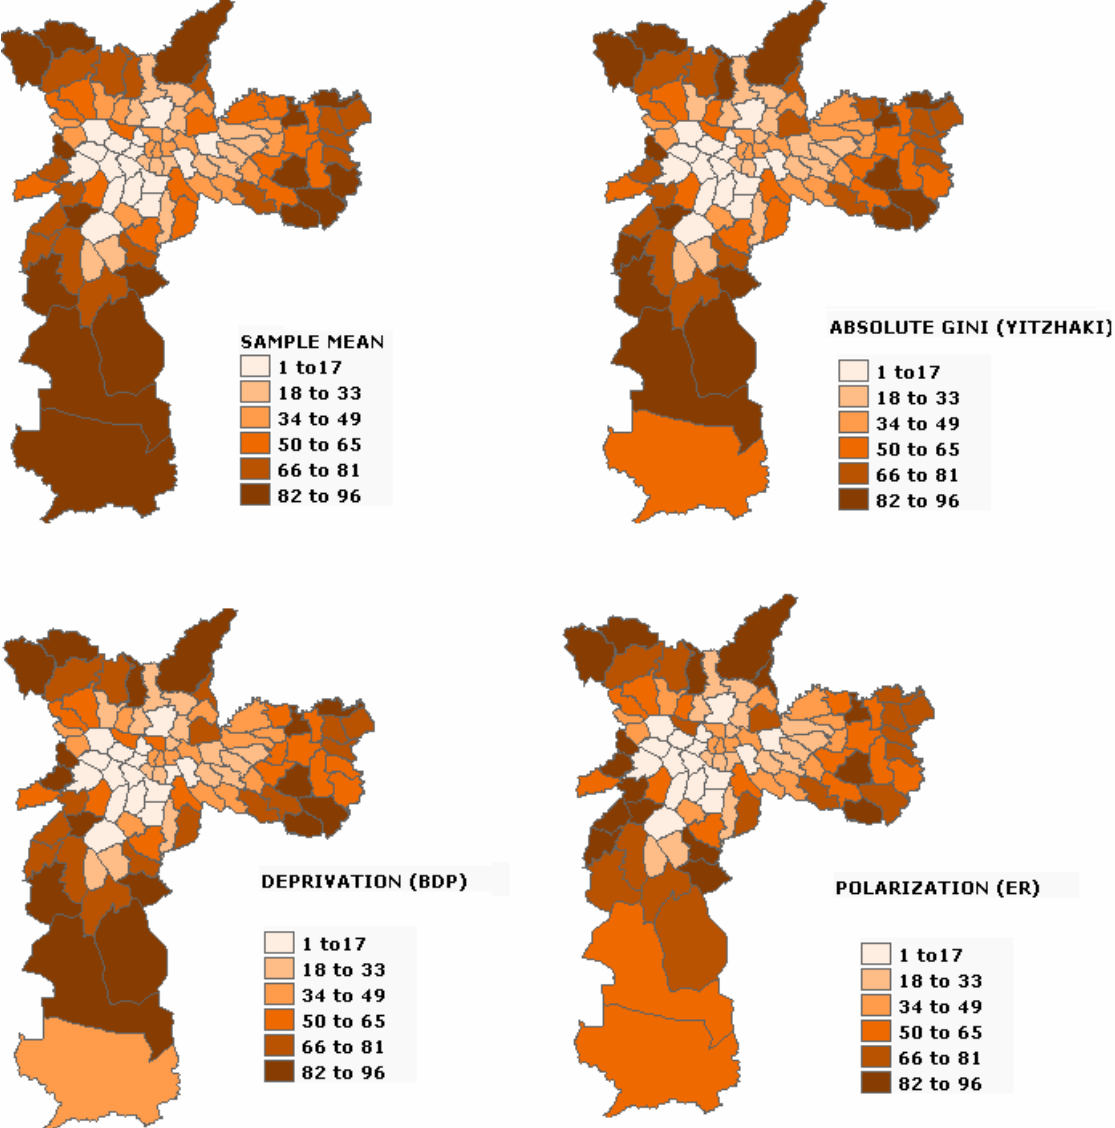 SAMPLE MEAN
1 to17
18 to 33
34 to 49
50 to 65
66 to 81
82 to 96
ABSOLUTE GINI (YITZHAKI)
1 to17
18 to 33
34 to 49
50 to 65
66 to 81
82 to 96
DEPRIVATION (BDP)
1 to17
18 to 33
34 to 49
50 to 65
66 to 81
82 to 96
POLARIZATION (ER)
1 to17
18 to 33
34 to 49
50 to 65
66 to 81
82 to 96